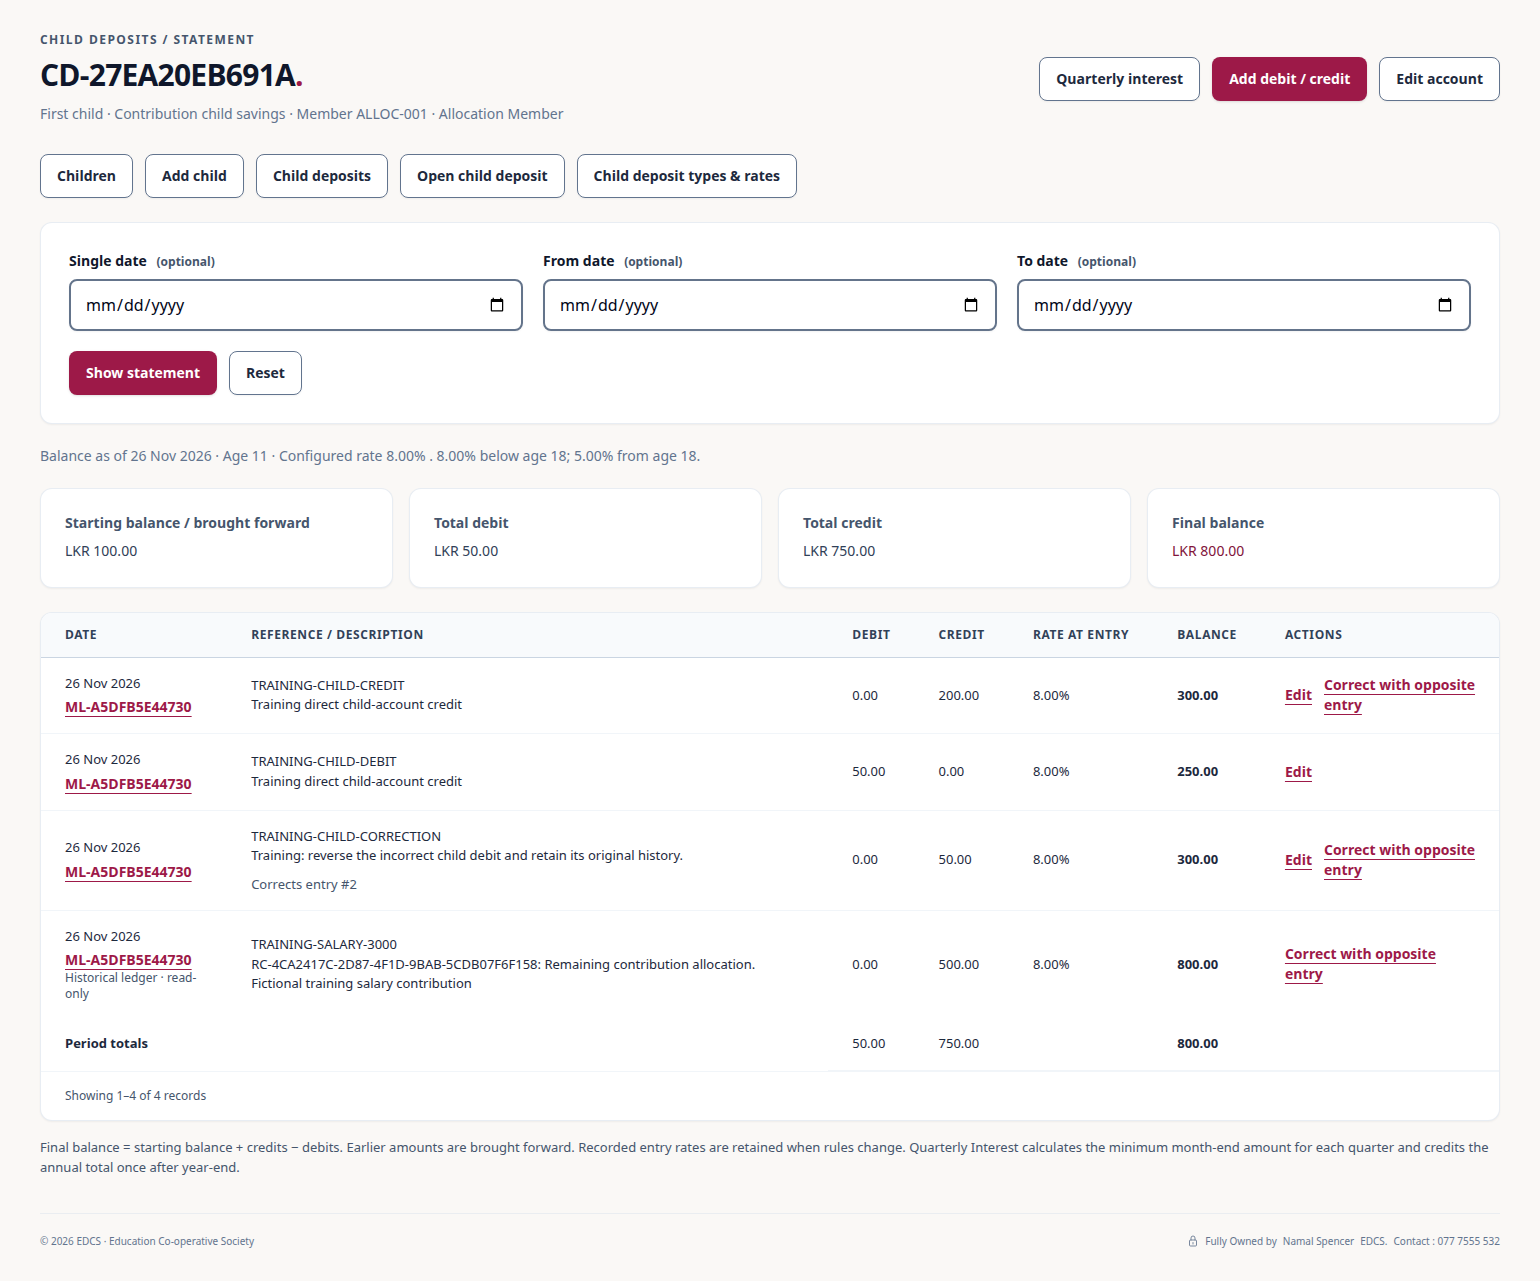 CHILD DEPOSITS / STATEMENT
CD-27EA20EB691A.
First child · Contribution child savings · Member ALLOC-001 · Allocation Member
Quarterly interest
Add debit / credit
Edit account
Children
Add child
Child deposits
Open child deposit
Child deposit types & rates
Single date (optional)
From date (optional)
To date (optional)
mm/dd/yyyy
mm/dd/yyyy
mm/dd/yyyy
Show statement
Reset
Balance as of 26 Nov 2026 · Age 11 · Configured rate 8.00% . 8.00% below age 18; 5.00% from age 18.
Starting balance / brought forward
LKR 100.00
Total debit
LKR 50.00
Total credit
LKR 750.00
Final balance
LKR 800.00
DATE REFERENCE / DESCRIPTION DEBIT CREDIT RATE AT ENTRY BALANCE ACTIONS
26 Nov 2026
ML-A5DFB5E44730
TRAINING-CHILD-CREDIT
Training direct child-account credit
0.00 200.00 8.00% 300.00
Edit
Correct with opposite
entry
26 Nov 2026
ML-A5DFB5E44730
TRAINING-CHILD-DEBIT
Training direct child-account credit
50.00 0.00 8.00% 250.00
Edit
26 Nov 2026
ML-A5DFB5E44730
TRAINING-CHILD-CORRECTION
Training: reverse the incorrect child debit and retain its original history.
Corrects entry #2
0.00 50.00 8.00% 300.00
Edit
Correct with opposite
entry
26 Nov 2026
ML-A5DFB5E44730
Historical ledger · read-
only
TRAINING-SALARY-3000
RC-4CA2417C-2D87-4F1D-9BAB-5CDB07F6F158: Remaining contribution allocation.
Fictional training salary contribution
0.00 500.00 8.00% 800.00
Correct with opposite
entry
Period totals 50.00 750.00 800.00
Showing 1–4 of 4 records
Final balance = starting balance + credits − debits. Earlier amounts are brought forward. Recorded entry rates are retained when rules change. Quarterly Interest calculates the minimum month-end amount for each quarter and credits the
annual total once after year-end.
© 2026 EDCS · Education Co-operative Society
Fully Owned by Namal Spencer EDCS. Contact : 077 7555 532